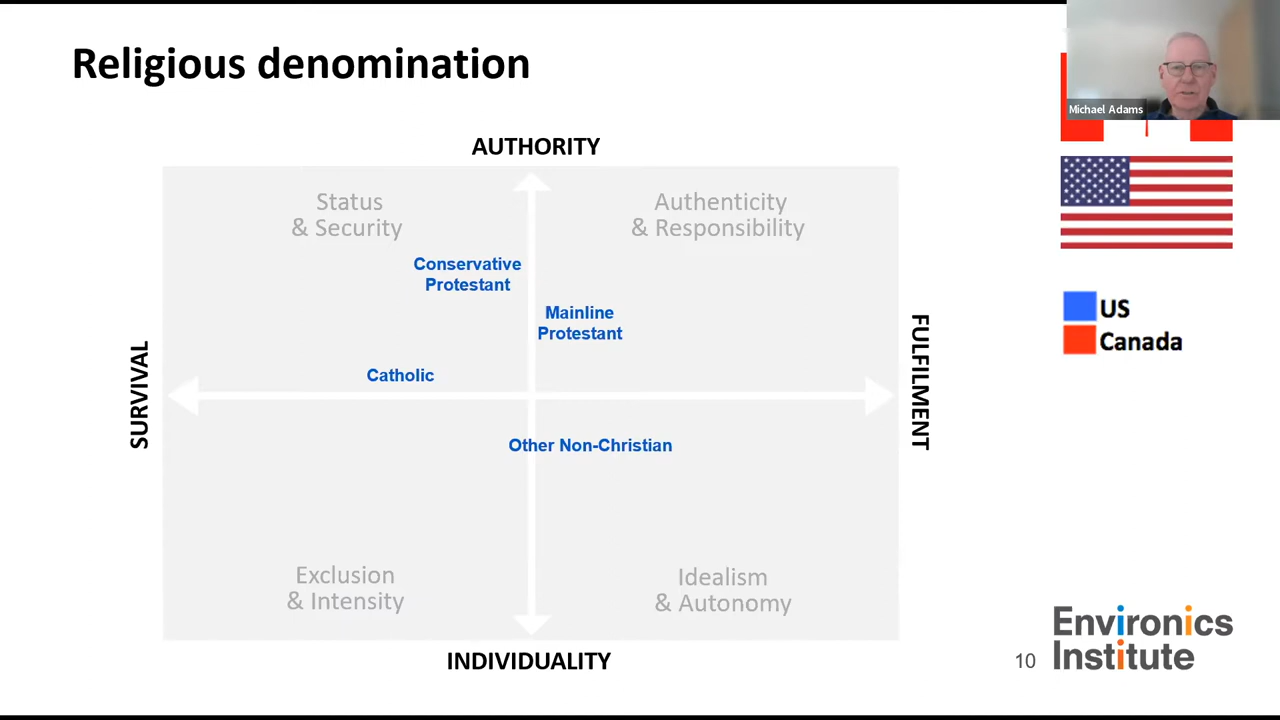 Religious denomination
Michael Adams
AUTHORITY
Status
& Security
Authenticity
& Responsibility
Conservative
Protestant
Mainline
Protestant
US
Canada
SURVIVAL
FULFILMENT
Catholic
Other Non-Christian
Exclusion
& Intensity
Idealism
& Autonomy
INDIVIDUALITY
10
Environics
Institute